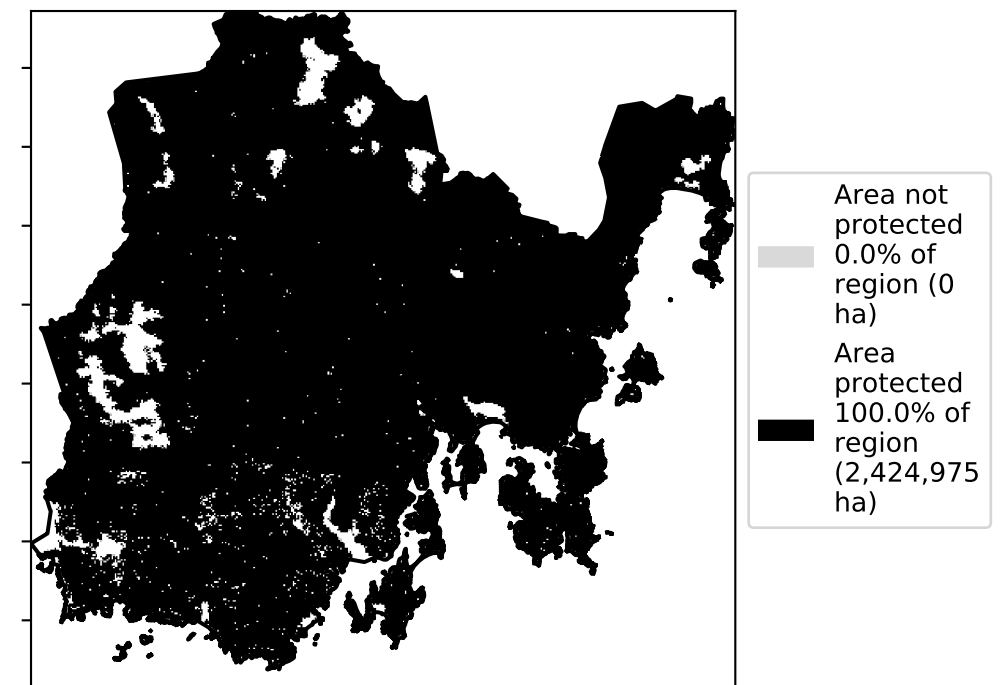 Area not
protected
0.0% of
region (0
ha)
Area
protected
100.0% of
region
(2,424,975
ha)